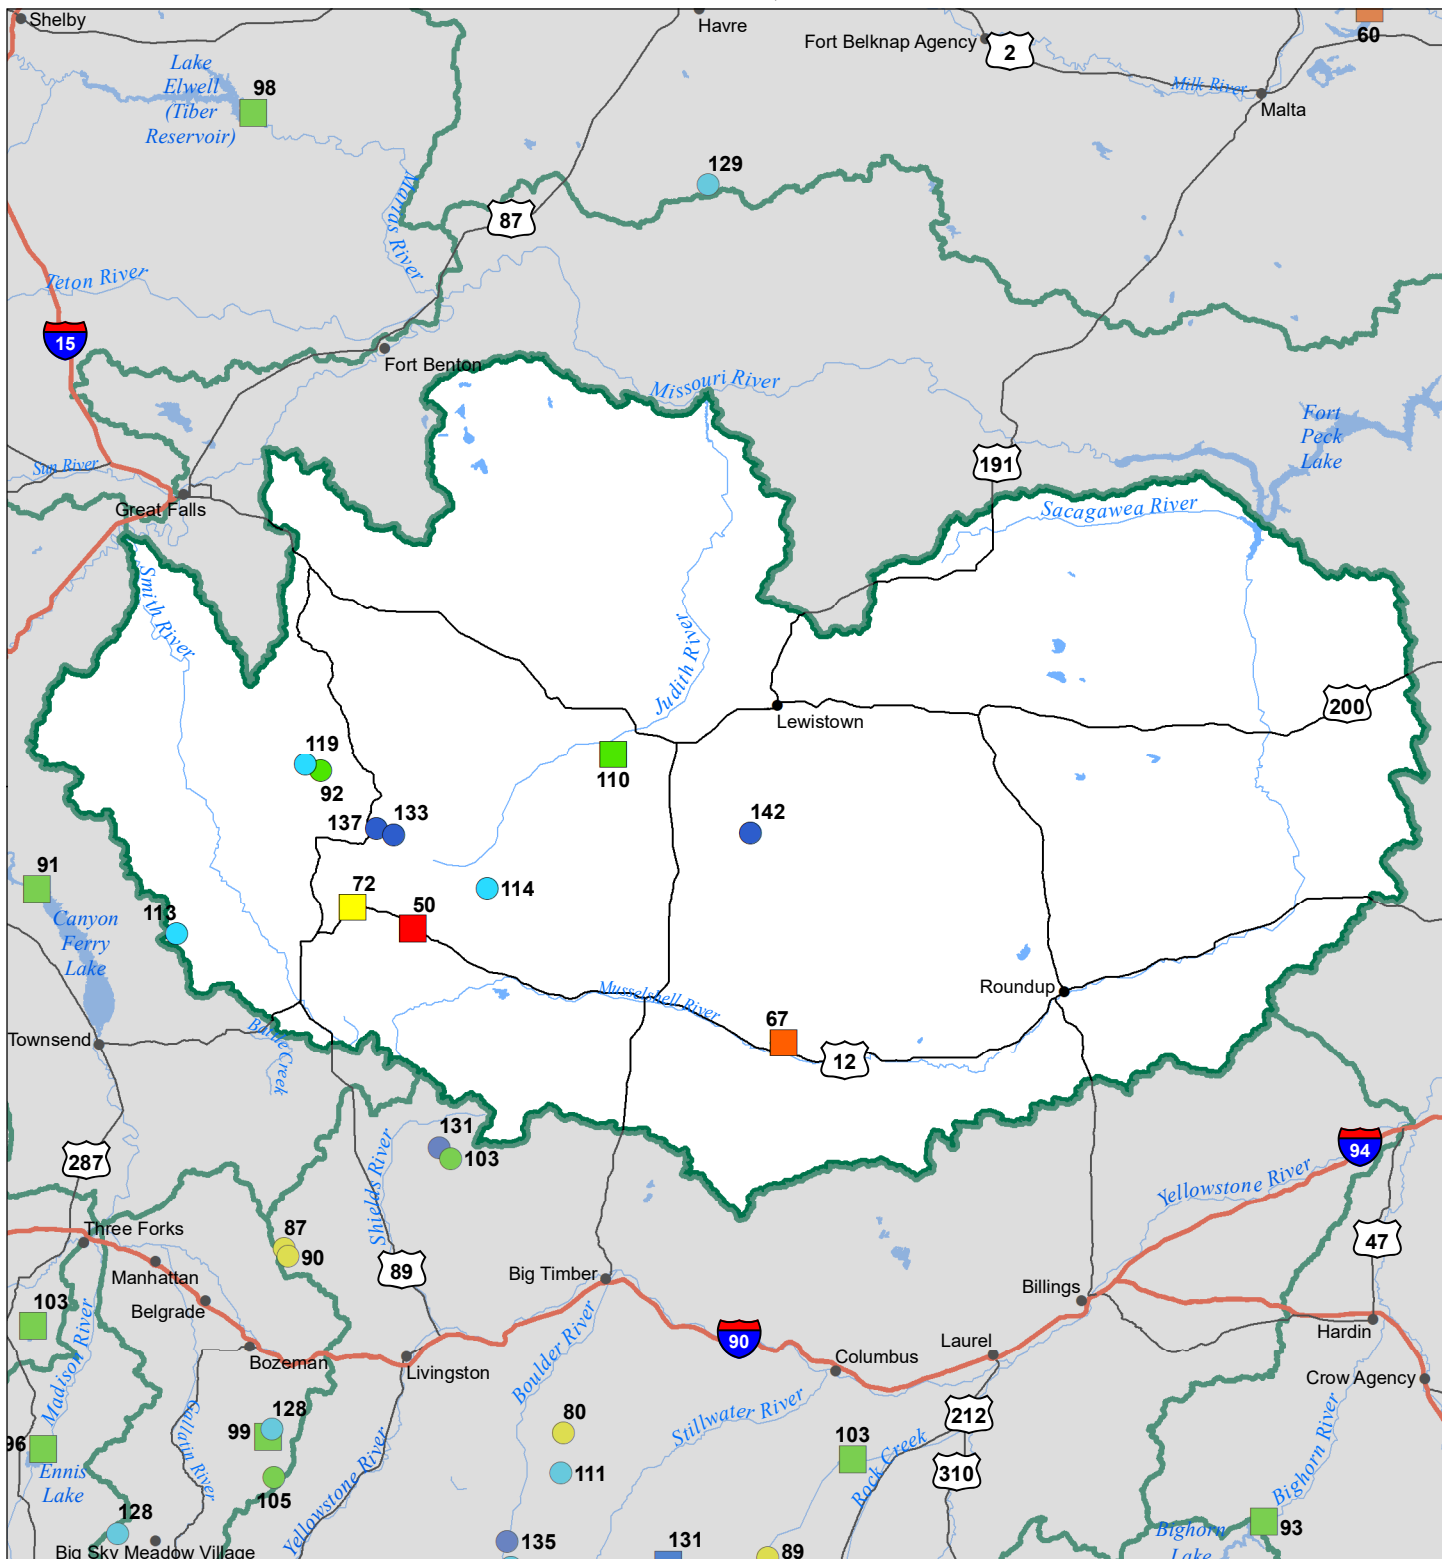 Shelby
Havre
Fort Belknap Agency
2
60
Lake
Elwell
(Tiber
Reservoir)
98
Milk River
Malta
129
Marias River
87
Teton River
15
Fort Benton
Missouri River
Fort
Peck
Lake
Sun River
191
Great Falls
Sacagawea River
Smith River
Judith River
200
Lewistown
119
92
110
137
133
142
91
72
114
50
113
Canyon
Ferry
Lake
Roundup
Musselshell River
67
12
Townsend
Battle Creek
131
103
287
Shields River
94
Yellowstone River
Three Forks
87
90
47
Manhattan
89
Big Timber
Billings
Belgrade
103
90
Hardin
Madison River
Bozeman
Livingston
Boulder River
Columbus
Laurel
Crow Agency
128
99
80
Stillwater River
212
96
Gallatin River
103
Rock Creek
Ennis
Lake
111
310
Bighorn River
105
Yellowstone River
128
135
131
89
93
Bighorn
Lake
Big Sky Meadow Village